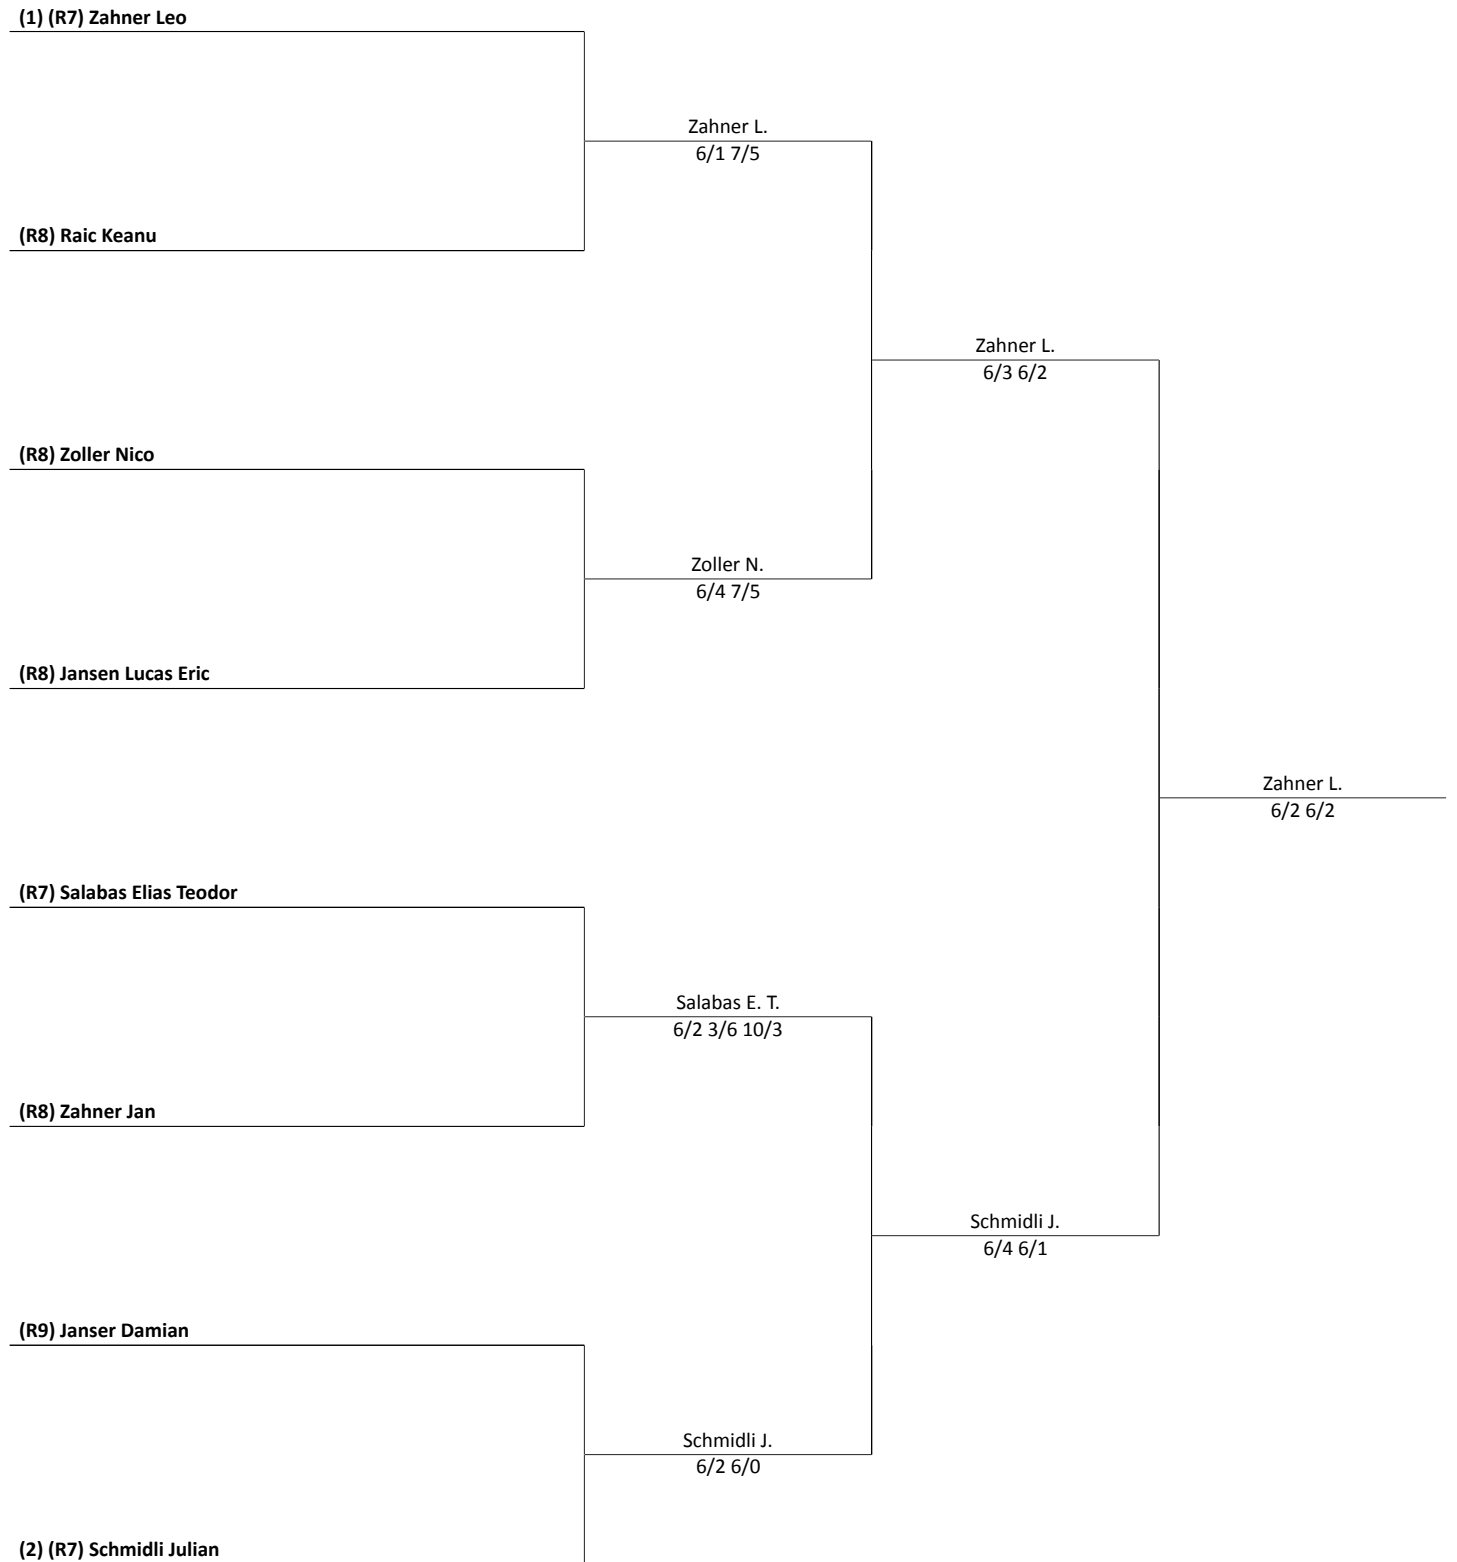 (1) (R7) Zahner Leo
Zahner L.
6/1 7/5
(R8) Raic Keanu
Zahner L.
6/3 6/2
(R8) Zoller Nico
Zoller N.
6/4 7/5
(R8) Jansen Lucas Eric
Zahner L.
6/2 6/2
(R7) Salabas Elias Teodor
Salabas E. T.
6/2 3/6 10/3
(R8) Zahner Jan
Schmidli J.
6/4 6/1
(R9) Janser Damian
Schmidli J.
6/2 6/0
(2) (R7) Schmidli Julian